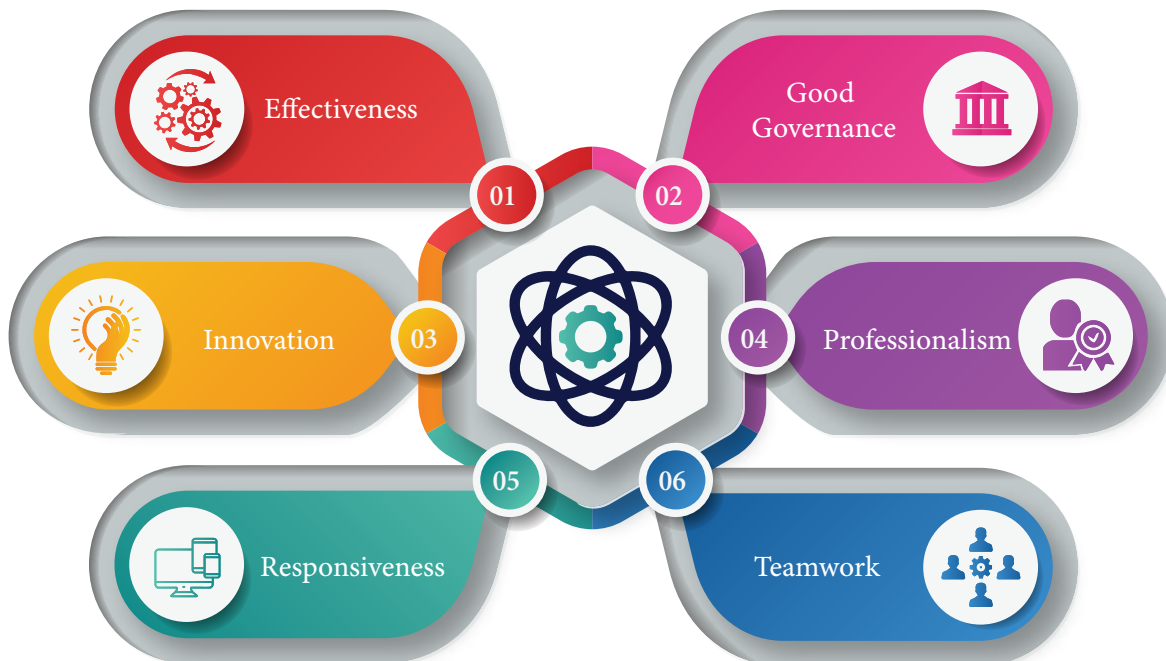 Effectiveness
01
Good
Governance
02
Innovation
03
Professionalism
04
Responsiveness
05
Teamwork
06